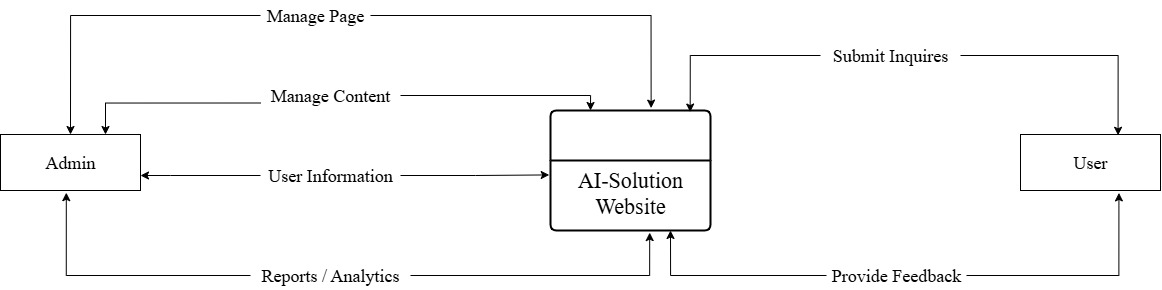 Manage Page
Submit Inquires
Manage Content
Admin
User
User Information
AI-Solution
Website
Reports / Analytics
Provide Feedback